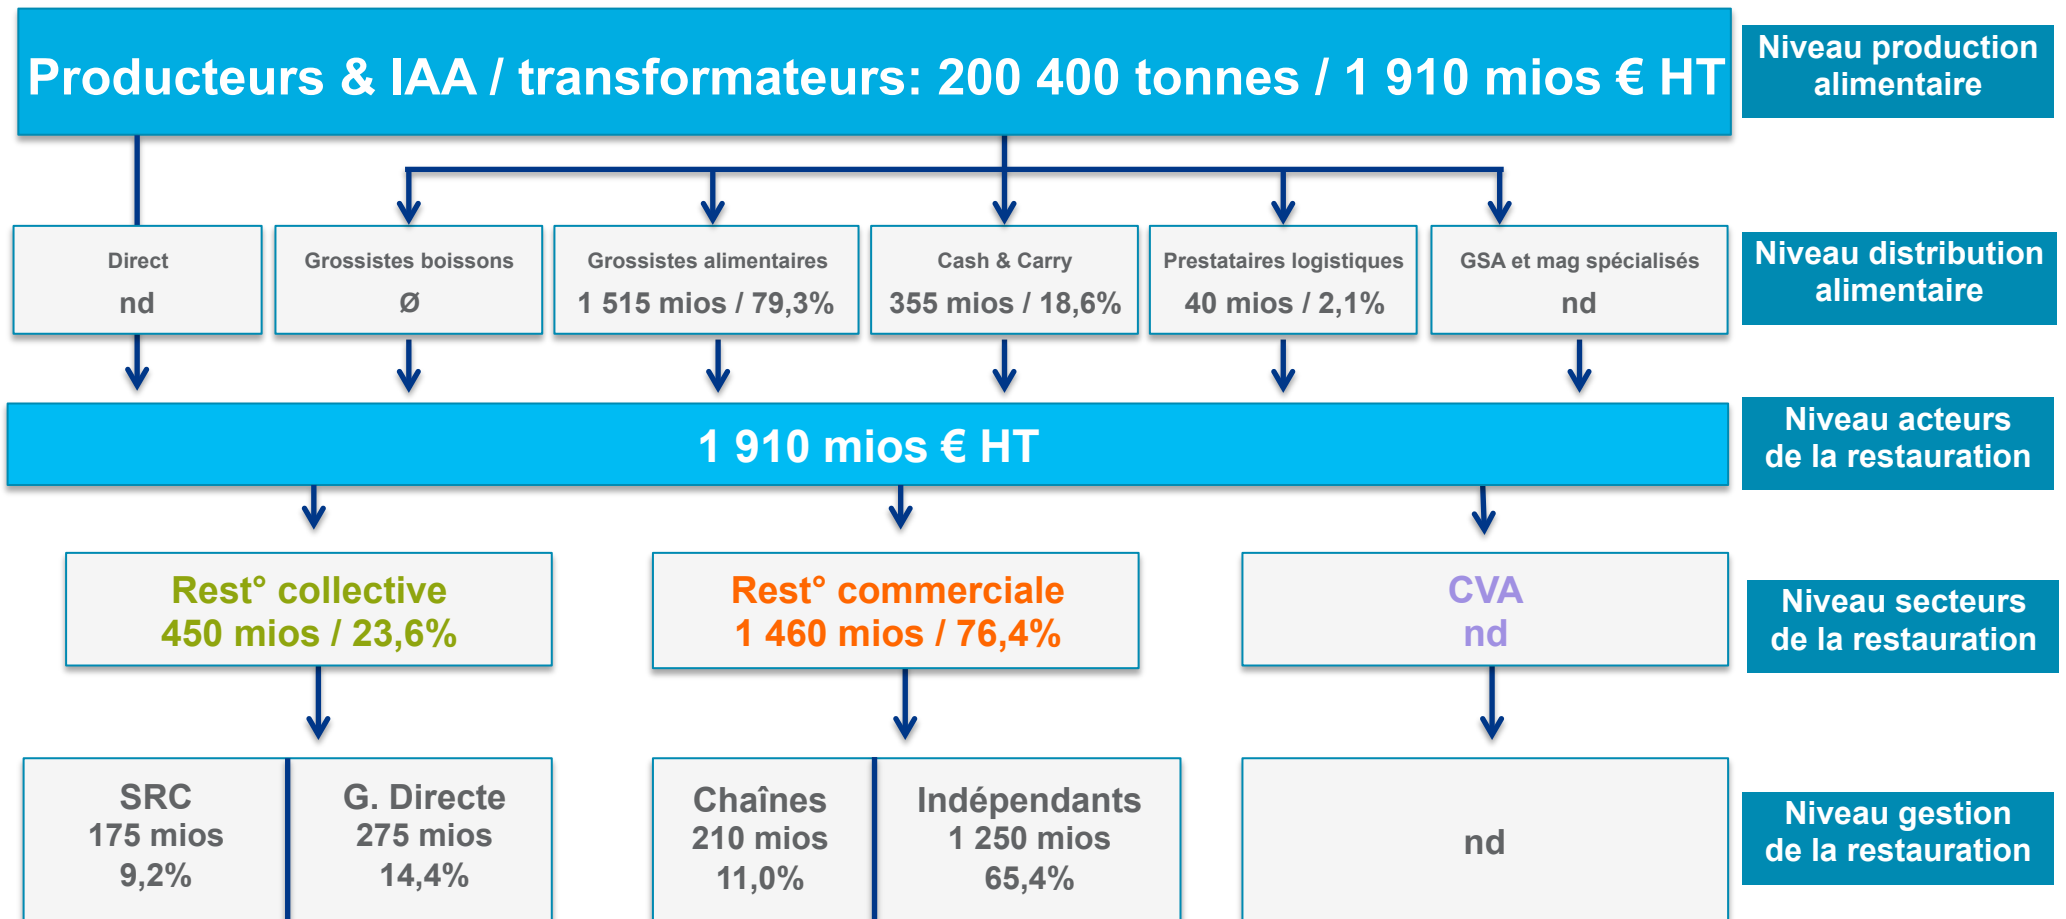 Producteurs & IAA / transformateurs: 200 400 tonnes / 1 910 mios € HT
Niveau production
alimentaire
Direct
nd
Grossistes boissons
Ø
Grossistes alimentaires
1 515 mios / 79,3%
Cash & Carry
355 mios / 18,6%
Prestataires logistiques
40 mios / 2,1%
GSA et mag spécialisés
nd
Niveau distribution
alimentaire
1 910 mios € HT
Niveau acteurs
de la restauration
Rest° collective
450 mios / 23,6%
Rest° commerciale
1 460 mios / 76,4%
CVA
nd
Niveau secteurs
de la restauration
SRC
175 mios
9,2%
G. Directe
275 mios
14,4%
Chaînes
210 mios
11,0%
Indépendants
1 250 mios
65,4%
nd
Niveau gestion
de la restauration